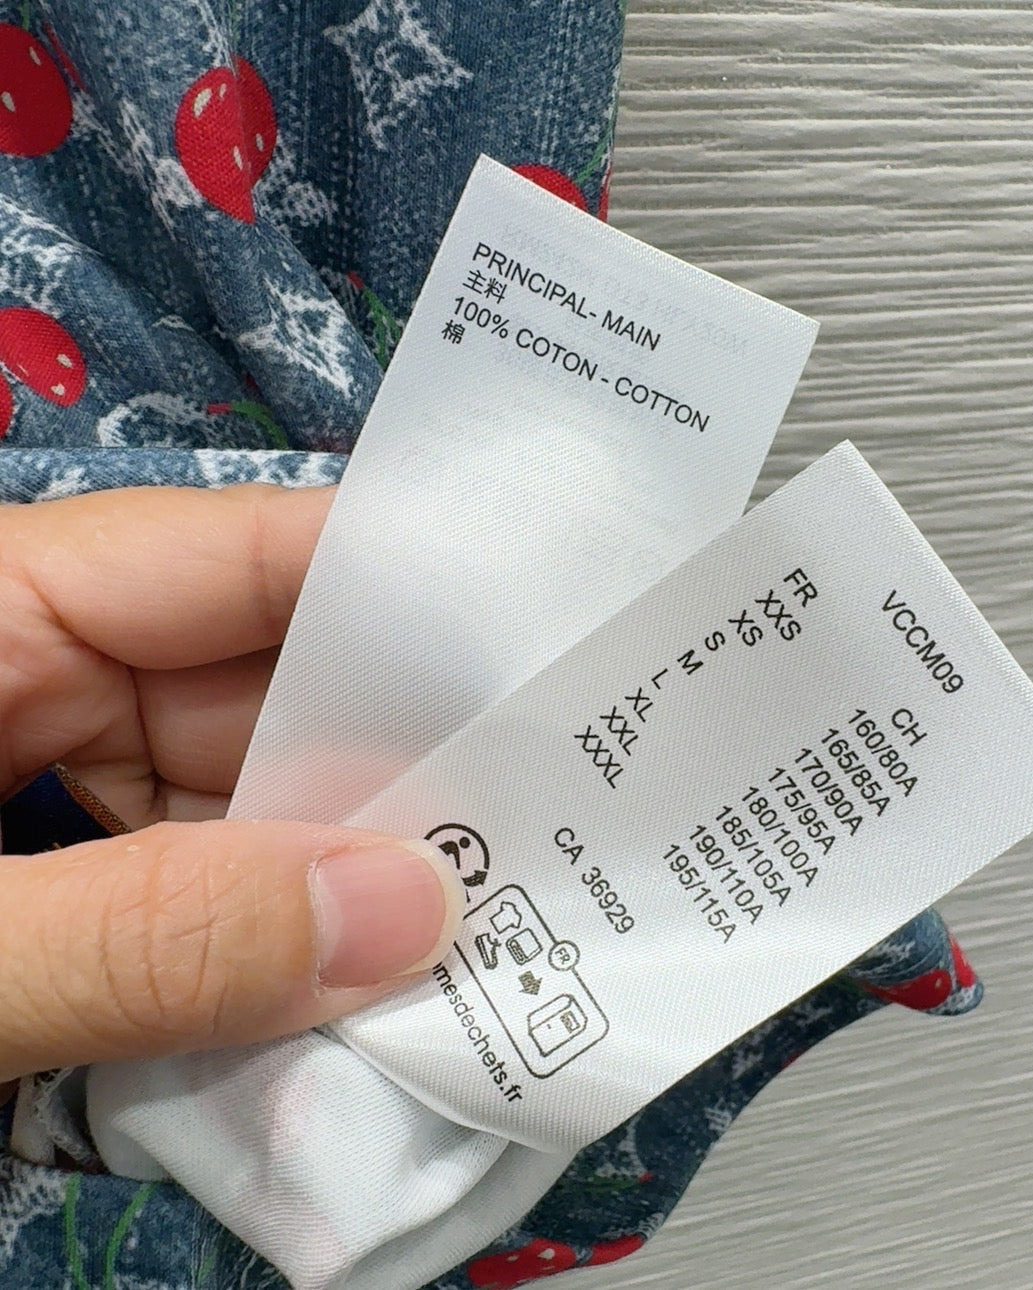 PRINCIPAL- MAIN
主料
100% COTON - COTTON
棉
VCCM09
FR
XXS
XS
S
M
L
XL
XXL
XXXL
CH
160/80A
165/85A
170/90A
175/95A
180/100A
185/105A
190/110A
195/115A
CA 36929
FR
mesdechets.fr